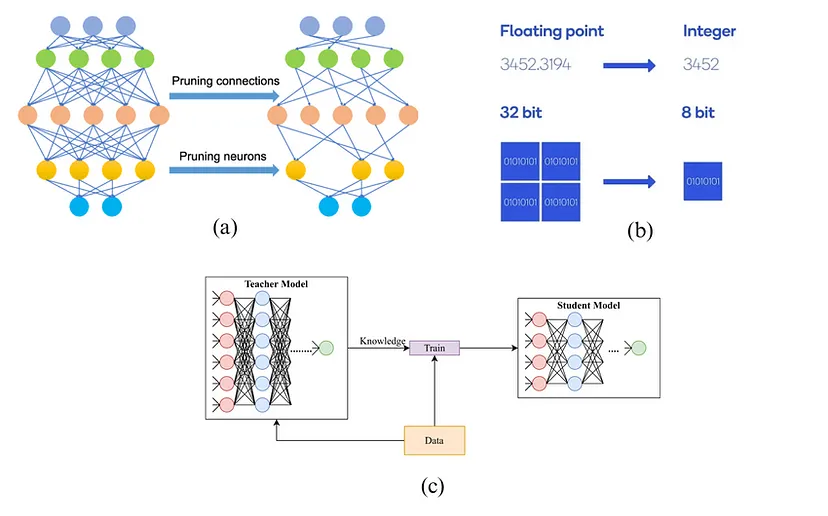 Pruning connections
Pruning neurons
(a)
Floating point
Integer
3452.3194
3452
32 bit
8 bit
01010101 01010101
01010101 01010101
01010101
(b)
Teacher Model
Knowledge
Train
Student Model
Data
(c)